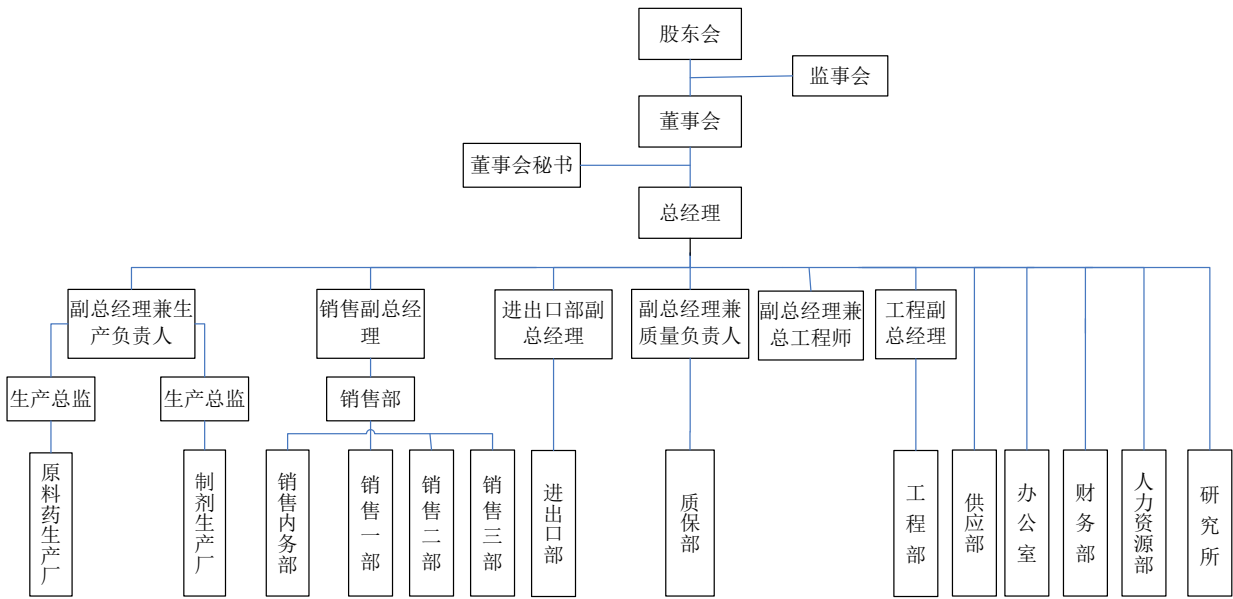 股东会
监事会
董事会
董事会秘书
总经理
副总经理兼生
产负责人
销售副总经
理
进出口部副
总经理
副总经理兼
质量负责人
副总经理兼
总工程师
工程副
总经理
生产总监
生产总监
销售部
原料药生产厂
制剂生产厂
销售内务部
销售一部
销售二部
销售三部
进出口部
质保部
工程部
供应部
办公室
财务部
人力资源部
研究所